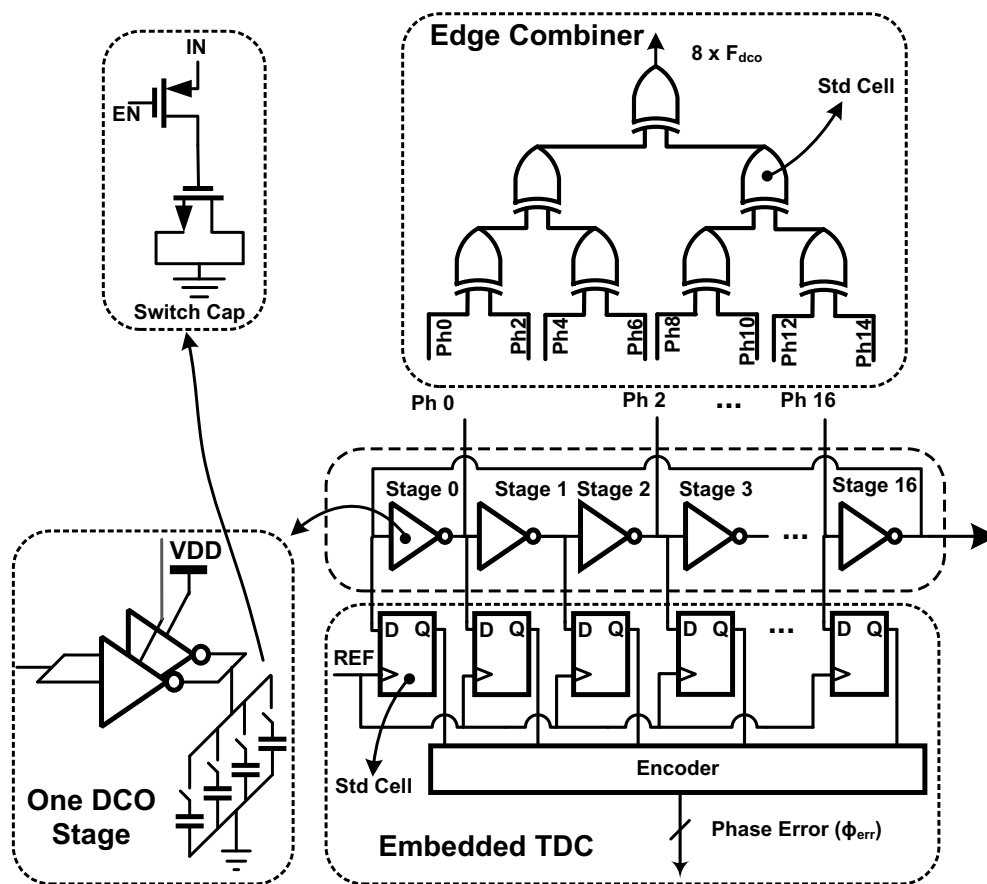 IN
EN
Switch Cap
Edge Combiner
8 x Fdco
Std Cell
Ph0
Ph2
Ph4
Ph6
Ph8
Ph10
Ph12
Ph14
Ph 0
Ph 2
...
Ph 16
Stage 0
Stage 1
Stage 2
Stage 3
Stage 16
...
VDD
One DCO
Stage
D Q
D Q
D Q
D Q
...
D Q
REF
Std Cell
Encoder
Phase Error (ϕerr)
Embedded TDC